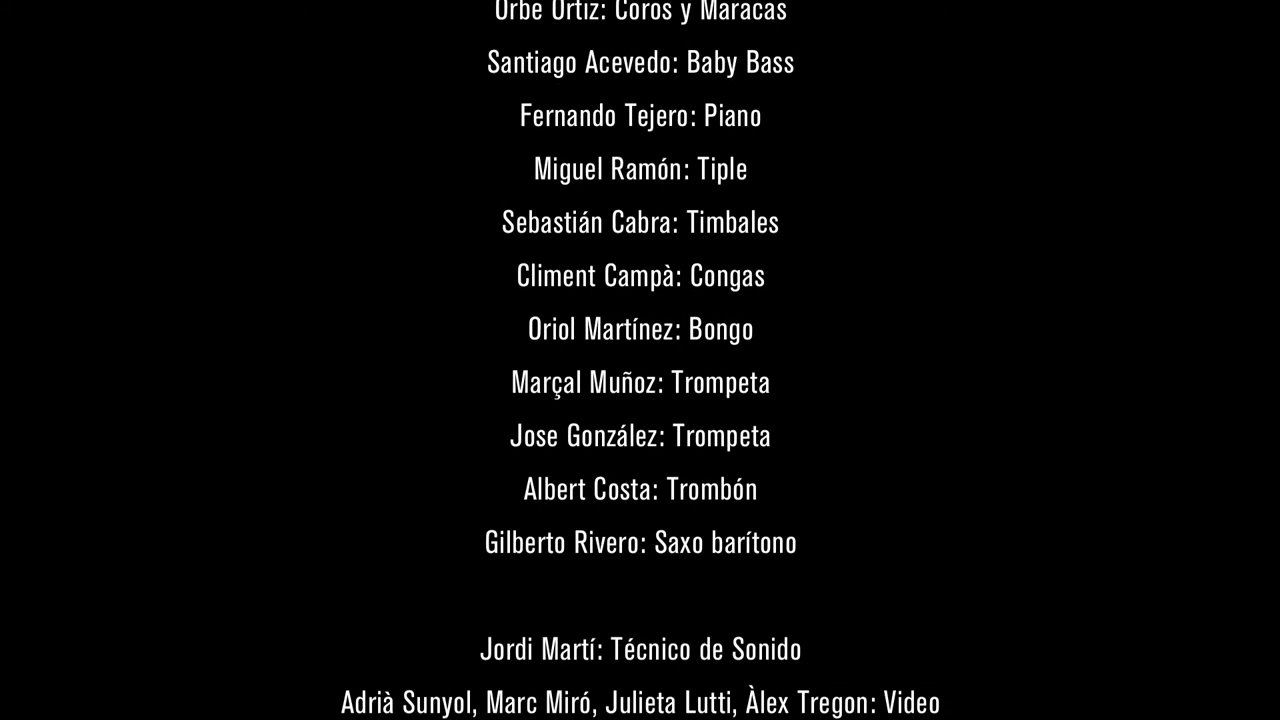 Orbe Ortiz: Coros y Maracas
Santiago Acevedo: Baby Bass
Fernando Tejero: Piano
Miguel Ramón: Tiple
Sebastián Cabra: Timbales
Climent Campà: Congas
Oriol Martínez: Bongo
Marçal Muñoz: Trompeta
Jose González: Trompeta
Albert Costa: Trombón
Gilberto Rivero: Saxo barítono
Jordi Martí: Técnico de Sonido
Adrià Sunyol, Marc Miró, Julieta Lutti, Àlex Tregon: Video